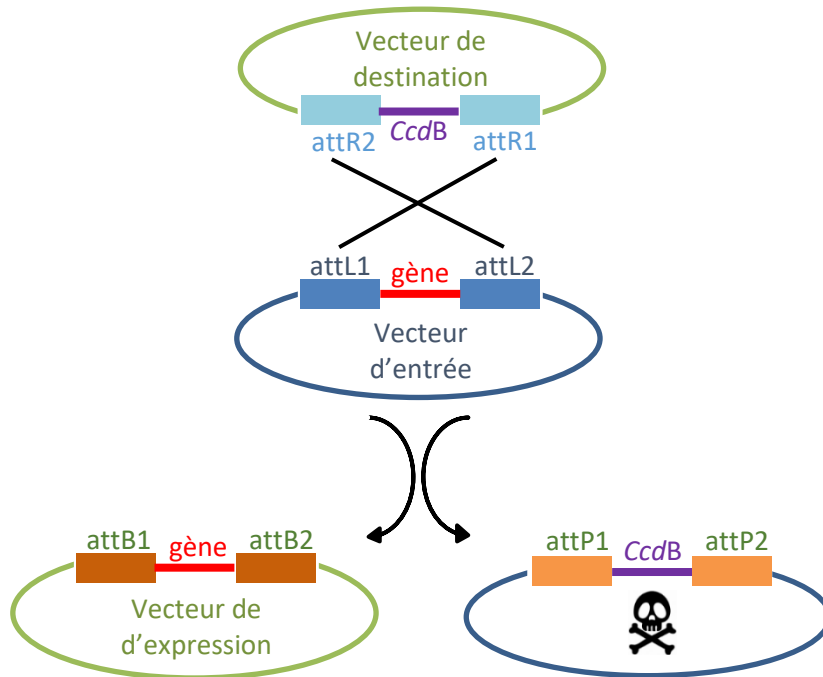 Vecteur de
destination
CcdB
attR2
attR1
attL1
gène
attL2
Vecteur
d'entrée
attB1
gène
attB2
Vecteur de
d'expression
attP1
CcdB
attP2